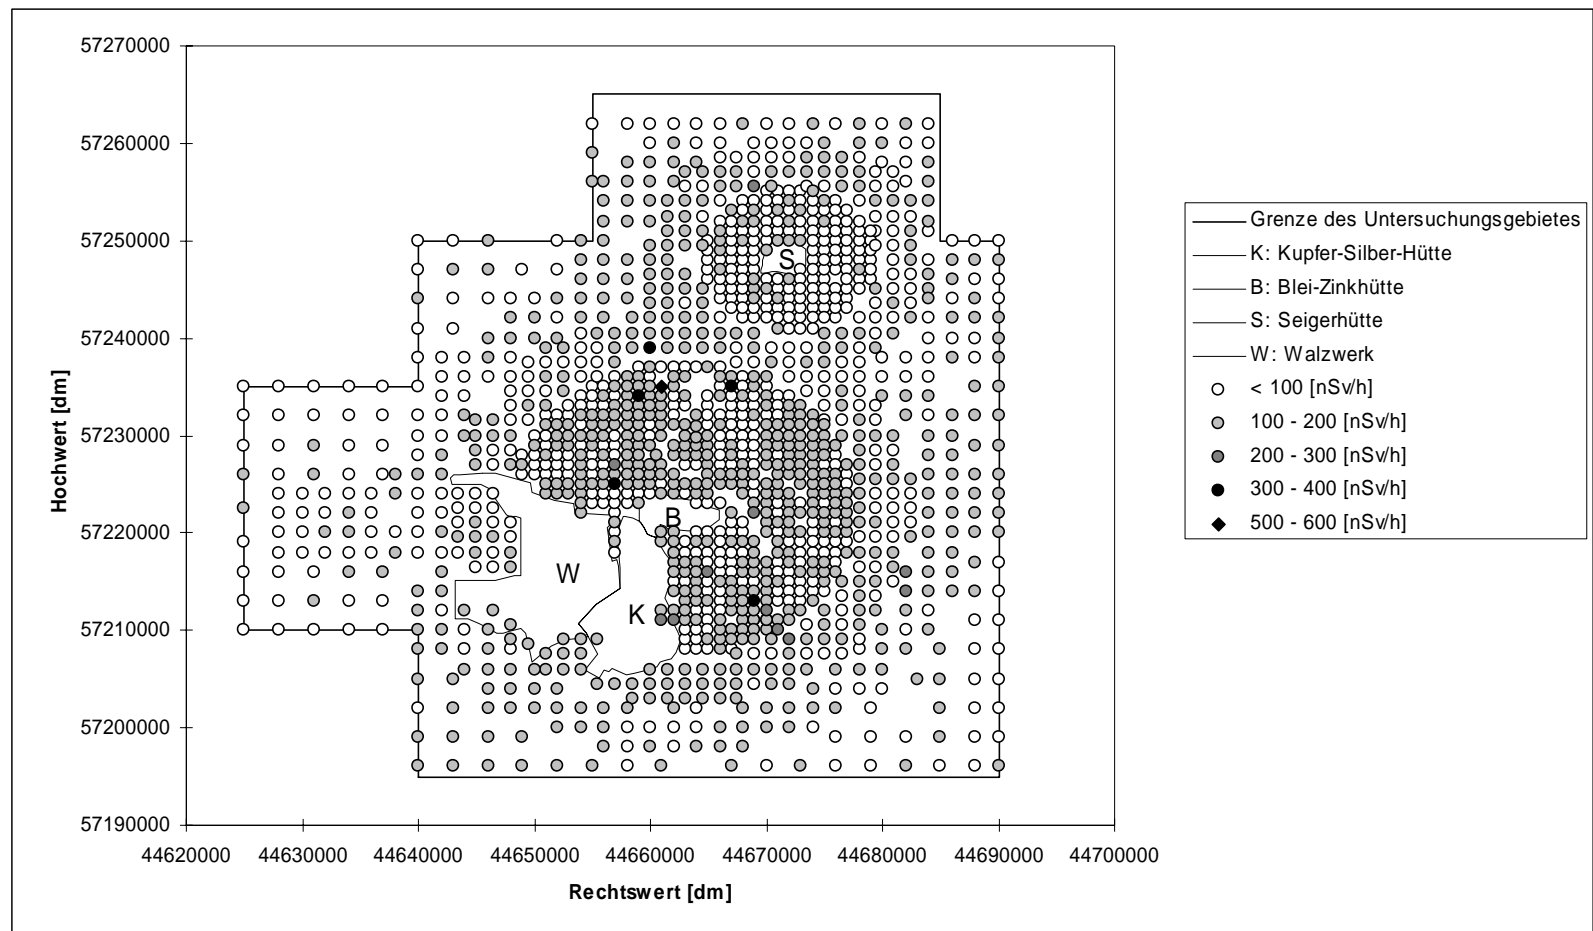 57270000
57260000
57250000
57240000
57230000
57220000
57210000
57200000
57190000
Hochwert [dm]
44620000 44630000 44640000 44650000 44660000 44670000 44680000 44690000 44700000
Rechtswert [dm]
S
B
W
K
Grenze des Untersuchungsgebietes
K: Kupfer-Silber-Hütte
B: Blei-Zinkhütte
S: Seigerhütte
W: Walzwerk
< 100 [nSv/h]
100 - 200 [nSv/h]
200 - 300 [nSv/h]
300 - 400 [nSv/h]
500 - 600 [nSv/h]